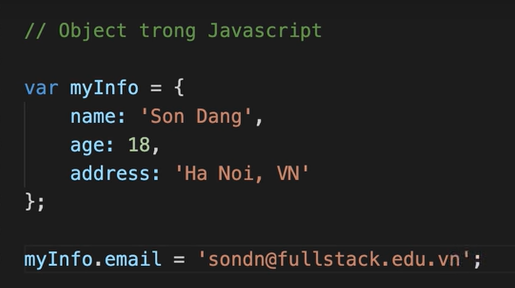 // Object trong Javascript
var myInfo = {
    name: 'Son Dang',
    age: 18,
    address: 'Ha Noi, VN'
};
myInfo.email = 'sondn@fullstack.edu.vn';